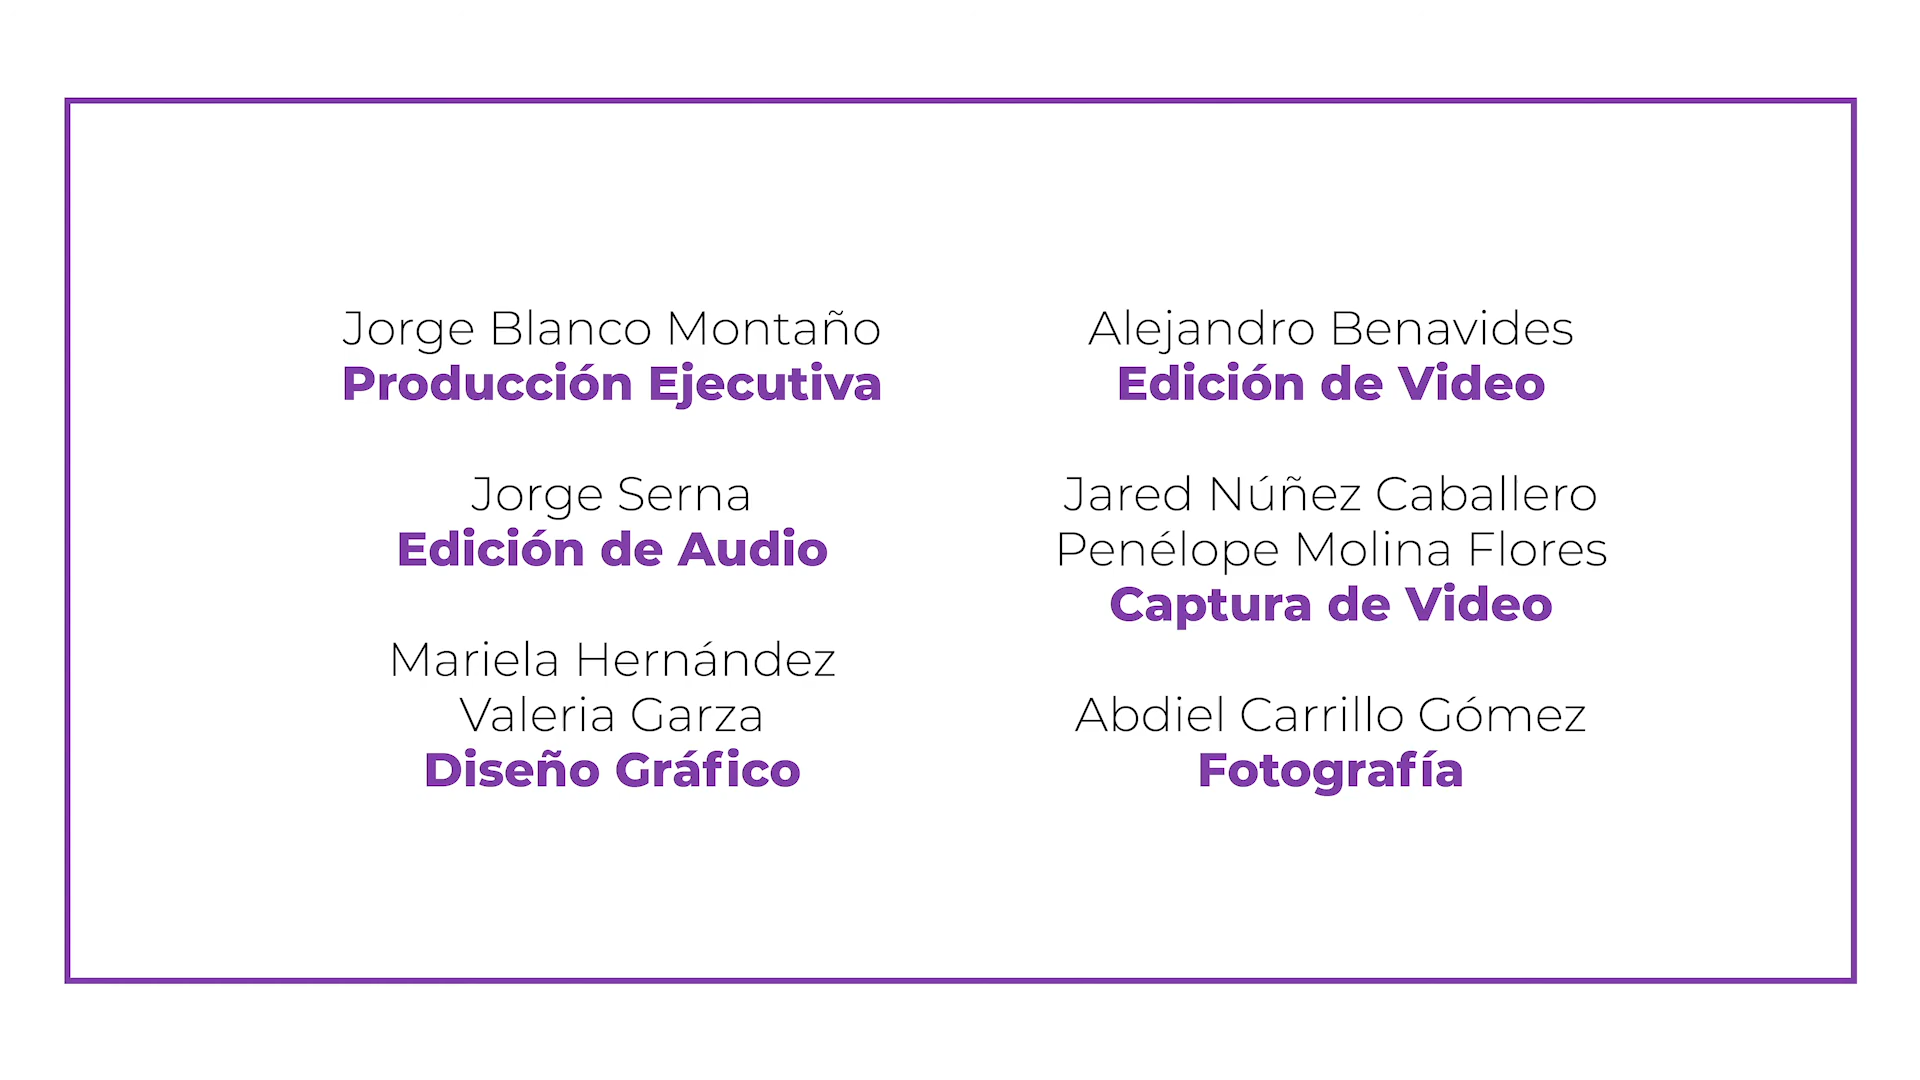 Jorge Blanco Montaño
Producción Ejecutiva
Jorge Serna
Edición de Audio
Mariela Hernández
Valeria Garza
Diseño Gráfico
Alejandro Benavides
Edición de Video
Jared Núñez Caballero
Penélope Molina Flores
Captura de Video
Abdiel Carrillo Gómez
Fotografía